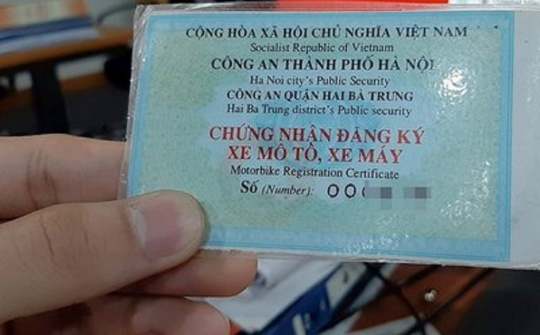 CỘNG HÒA XÃ HỘI CHỦ NGHĨA VIỆT NAM
Socialist Republic of Vietnam
CÔNG AN THÀNH PHỐ HÀ NỘI
Ha Noi city's Public Security
CÔNG AN QUẬN HAI BÀ TRƯNG
Hai Ba Trung district's Public security
CHỨNG NHẬN ĐĂNG KÝ
XE MÔ TÔ, XE MÁY
Motorbike Registration Certificate
Số (Number): 00